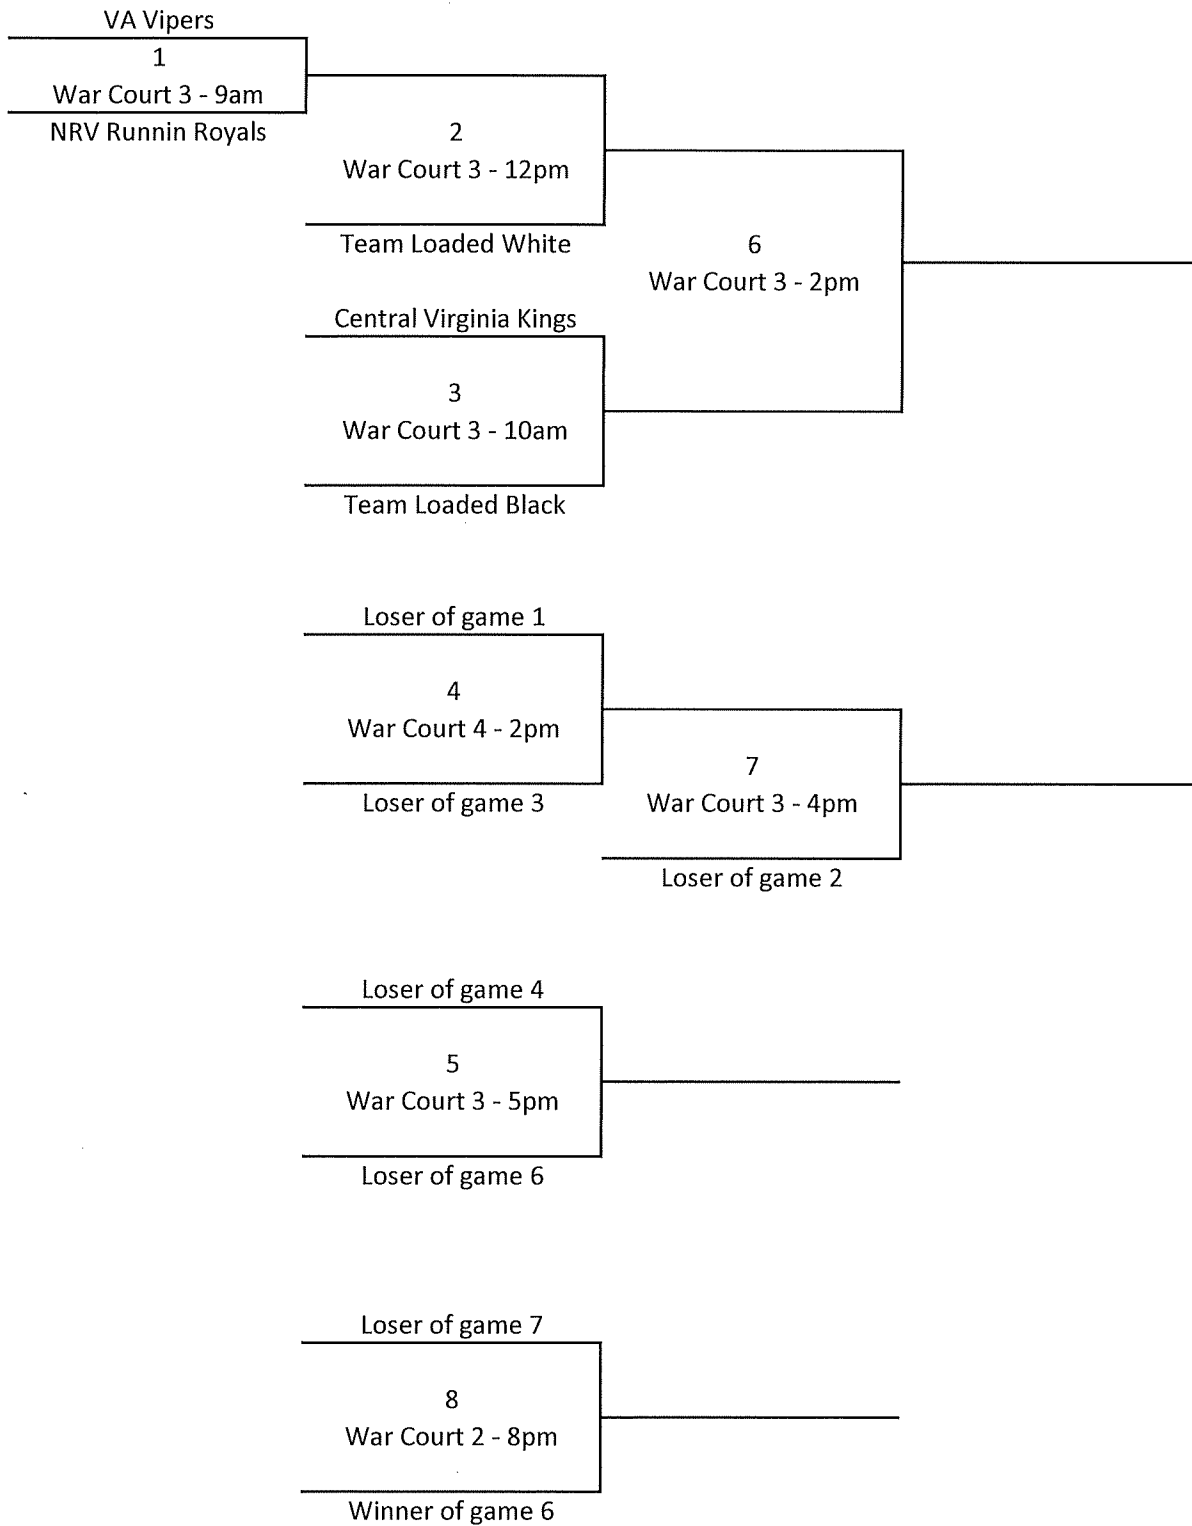 VA Vipers
1
War Court 3 - 9am
NRV Runnin Royals
2
War Court 3 - 12pm
Team Loaded White
6
War Court 3 - 2pm
Central Virginia Kings
3
War Court 3 - 10am
Team Loaded Black
Loser of game 1
4
War Court 4 - 2pm
Loser of game 3
7
War Court 3 - 4pm
Loser of game 2
Loser of game 4
5
War Court 3 - 5pm
Loser of game 6
Loser of game 7
8
War Court 2 - 8pm
Winner of game 6